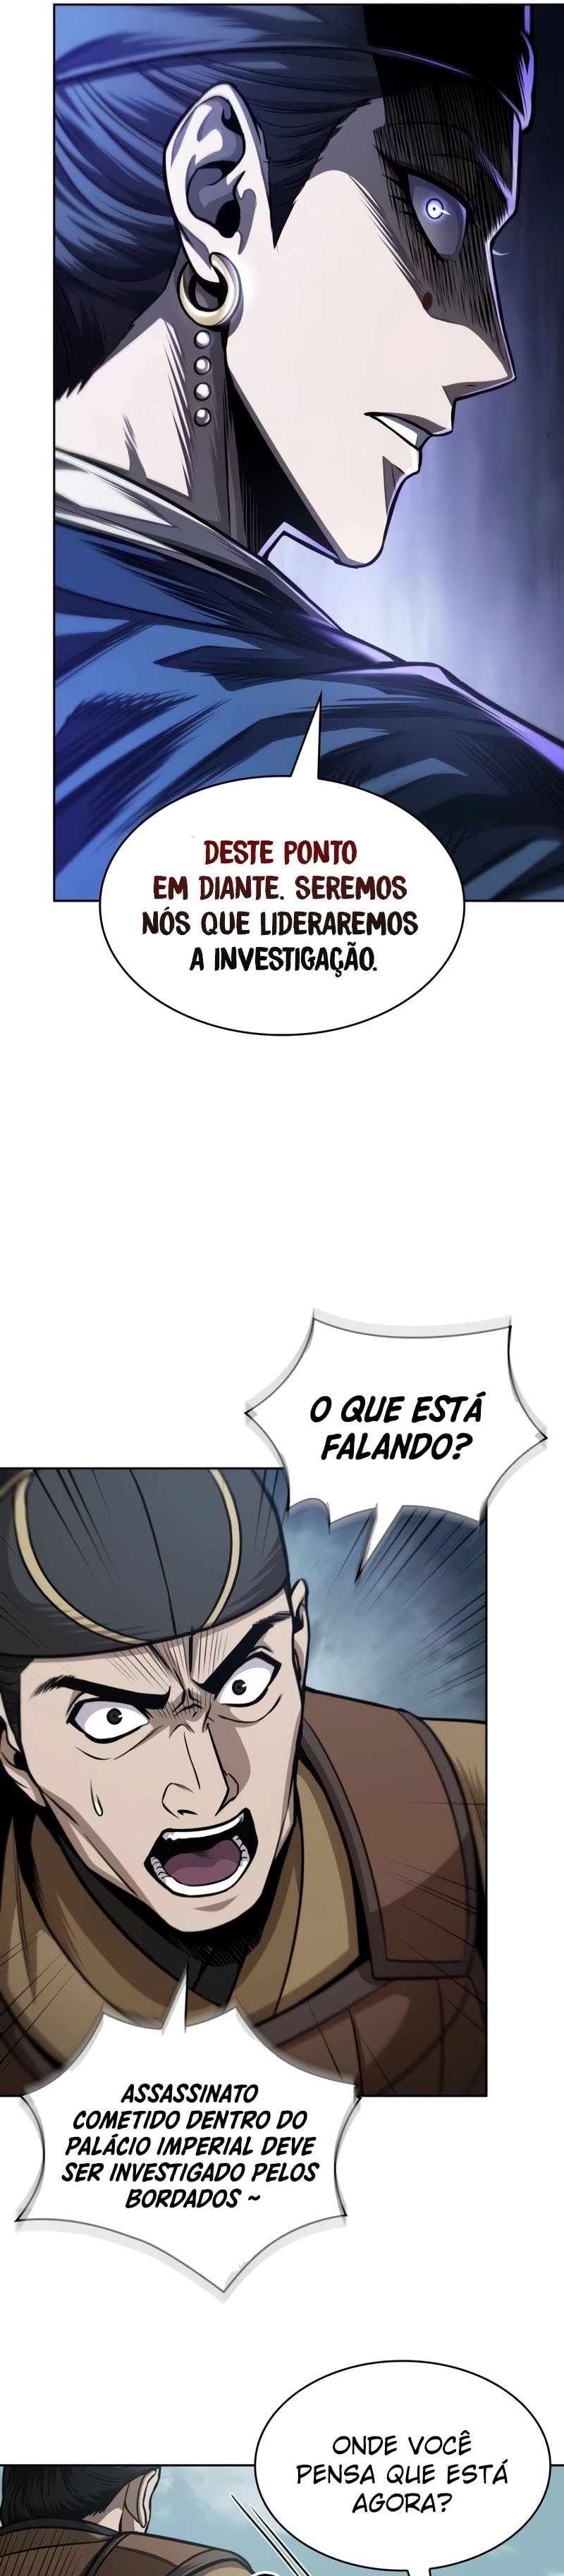 DESTE PONTO
EM DIANTE. SEREMOS
NÓS QUE LIDERAREMOS
A INVESTIGAÇÃO.
O QUE ESTÁ
FALANDO?
ASSASSINATO
COMETIDO DENTRO DO
PALÁCIO IMPERIAL DEVE
SER INVESTIGADO PELOS
BORDADOS ~
ONDE VOCÊ
PENSA QUE ESTÁ
AGORA?